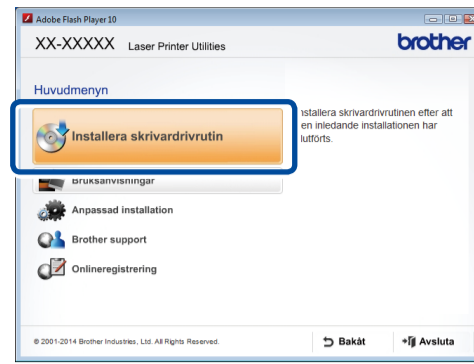 Adobe Flash Player 10
XX-XXXXX Laser Printer Utilities
brother
Huvudmenyn
Installera skrivardrivrutin
nstallera skrivardrivrutinen efter att
en inledande installationen har
lutförts.
Bruksanvisningar
Anpassad installation
Brother support
Onlineregistrering
© 2001-2014 Brother Industries, Ltd. All Rights Reserved.
Bakåt
Avsluta